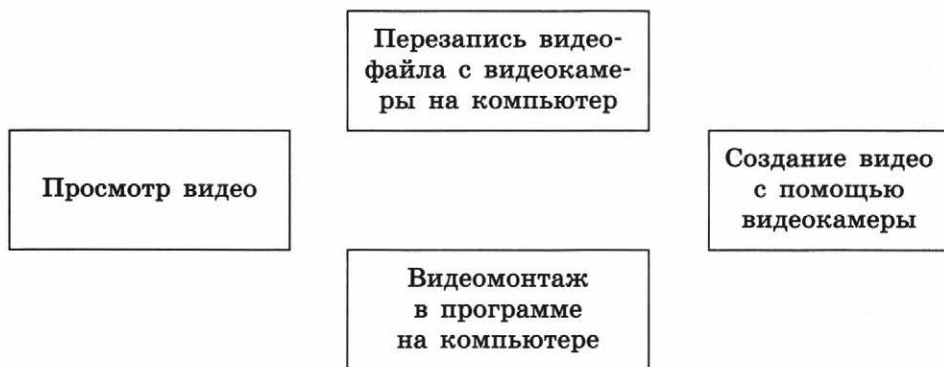 Перезапись видео-
файла с видеокаме-
ры на компьютер
Просмотр видео
Создание видео
с помощью
видеокамеры
Видеомонтаж
в программе
на компьютере